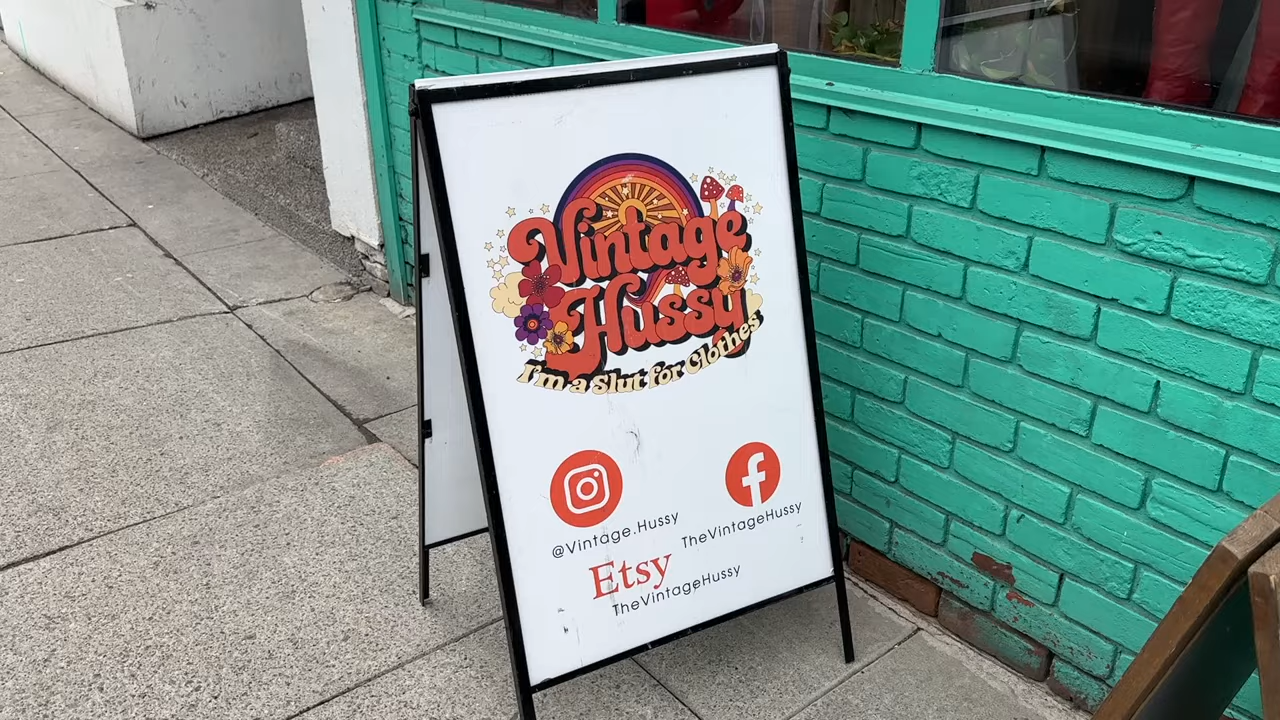 Vintage
Hussy
I'm a Slut for Clothes
@Vintage.Hussy
TheVintageHussy
Etsy
TheVintageHussy